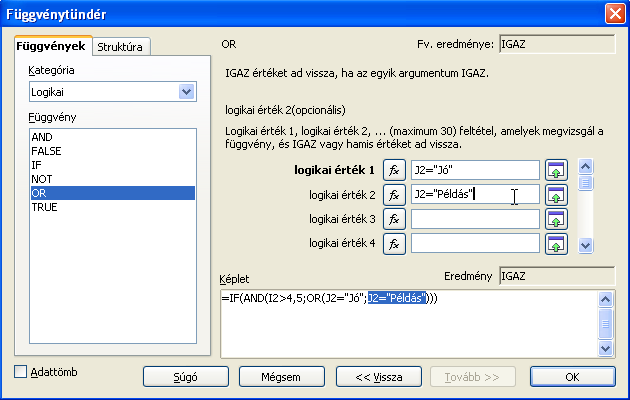 Függvénytündér
Függvények
Struktúra
Kategória
Logikai
Függvény
AND
FALSE
IF
NOT
OR
TRUE
OR
Fv. eredménye:
IGAZ
IGAZ értéket ad vissza, ha az egyik argumentum IGAZ.
logikai érték 2(opcionális)
Logikai érték 1, logikai érték 2, ... (maximum 30) feltétel, amelyek megvizsgál a
függvény, és IGAZ vagy hamis értéket ad vissza.
logikai érték 1 fx J2="Jó"
logikai érték 2 fx J2="Példás"
logikai érték 3 fx
logikai érték 4 fx
Képlet
Eredmény
IGAZ
=IF(AND(I2>4,5;OR(J2="Jó";J2="Példás")))
Adattömb
Súgó
Mégsem
<< Vissza
Tovább >>
OK